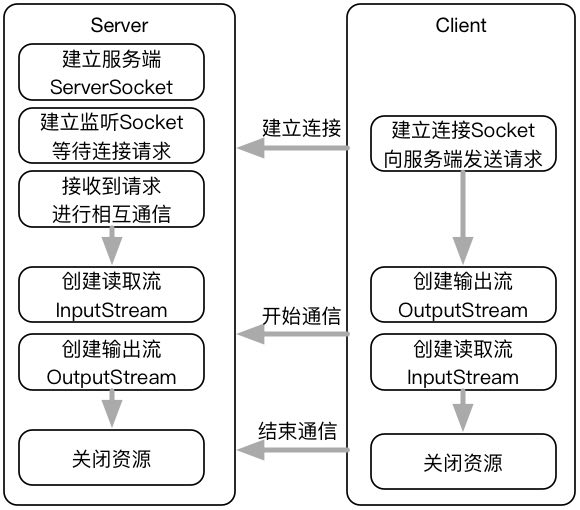 Server
建立服务端
ServerSocket
建立监听Socket
等待连接请求
接收到请求
进行相互通信
创建读取流
InputStream
创建输出流
OutputStream
关闭资源
建立连接
开始通信
结束通信
Client
建立连接Socket
向服务端发送请求
创建输出流
OutputStream
创建读取流
InputStream
关闭资源